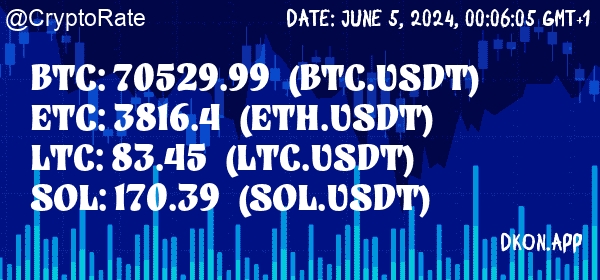 @CryptoRate
DATE: JUNE 5, 2024, 00:06:05 GMT+1
BTC: 70529.99 (BTC.USDT)
ETC: 3816.4 (ETH.USDT)
LTC: 83.45 (LTC.USDT)
SOL: 170.39 (SOL.USDT)
DKON.APP